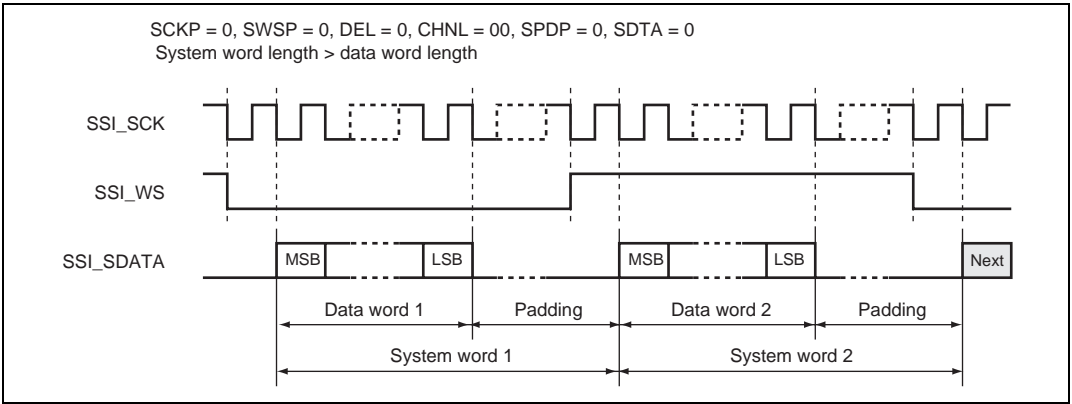 SCKP = 0, SWSP = 0, DEL = 0, CHNL = 00, SPDP = 0, SDTA = 0
System word length > data word length
SSI_SCK
SSI_WS
SSI_SDATA
MSB LSB MSB LSB Next
Data word 1 Padding Data word 2 Padding
System word 1 System word 2